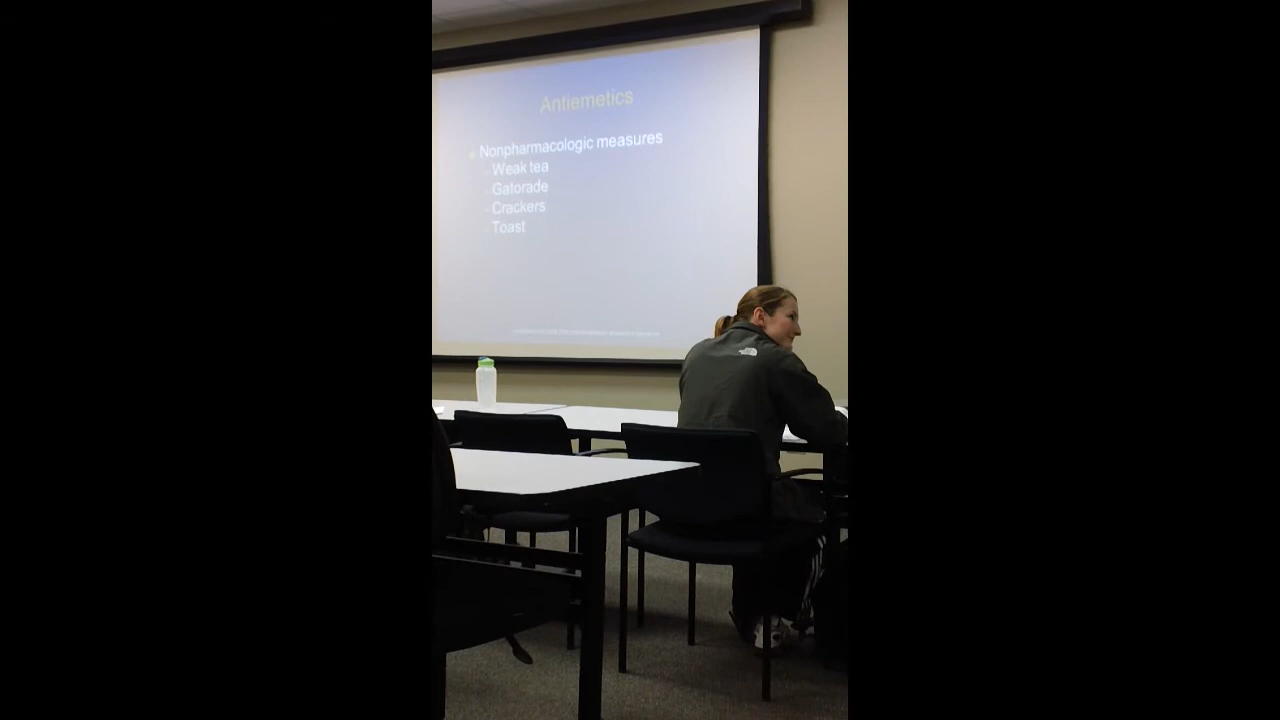 Antiemetics
Nonpharmacologic measures
- Weak tea
- Gatorade
- Crackers
- Toast